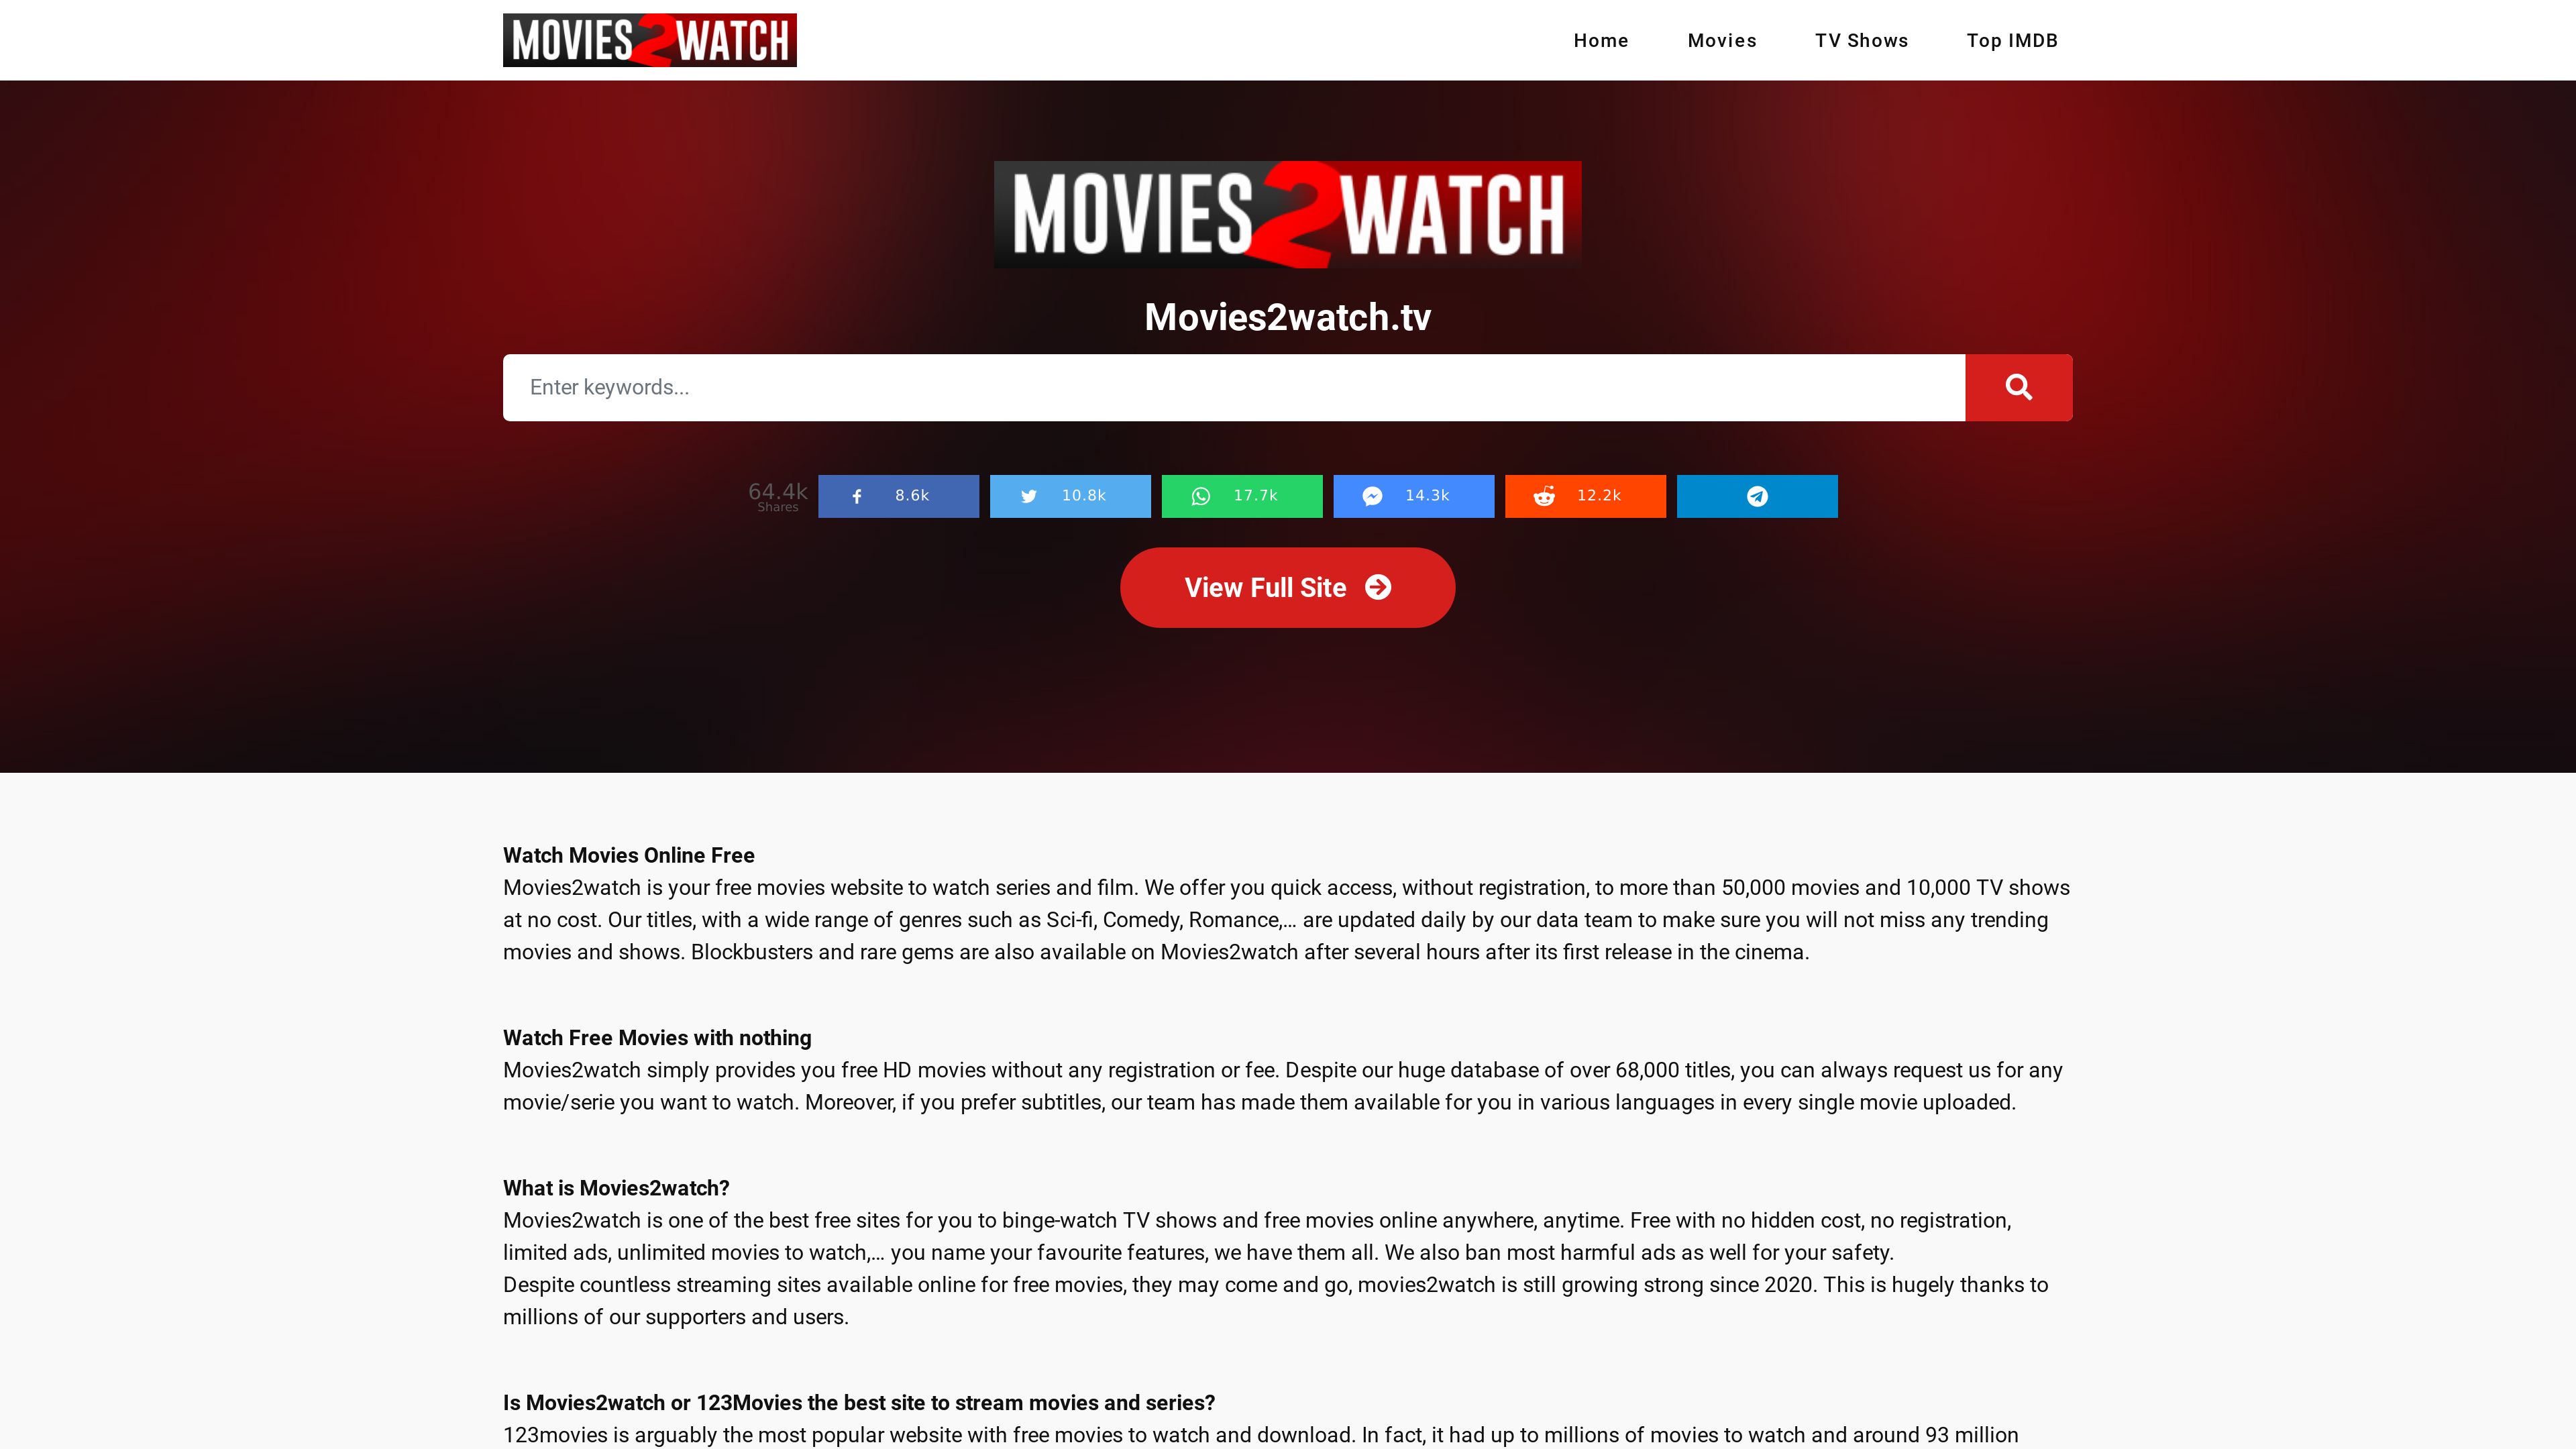 MOVIES2WATCH
Home Movies TV Shows Top IMDB
MOVIES2WATCH
Movies2watch.tv
Enter keywords...
64.4k
Shares
8.6k 10.8k 17.7k 14.3k 12.2k
View Full Site
Watch Movies Online Free
Movies2watch is your free movies website to watch series and film. We offer you quick access, without registration, to more than 50,000 movies and 10,000 TV shows
at no cost. Our titles, with a wide range of genres such as Sci-fi, Comedy, Romance,... are updated daily by our data team to make sure you will not miss any trending
movies and shows. Blockbusters and rare gems are also available on Movies2watch after several hours after its first release in the cinema.
Watch Free Movies with nothing
Movies2watch simply provides you free HD movies without any registration or fee. Despite our huge database of over 68,000 titles, you can always request us for any
movie/serie you want to watch. Moreover, if you prefer subtitles, our team has made them available for you in various languages in every single movie uploaded.
What is Movies2watch?
Movies2watch is one of the best free sites for you to binge-watch TV shows and free movies online anywhere, anytime. Free with no hidden cost, no registration,
limited ads, unlimited movies to watch,... you name your favourite features, we have them all. We also ban most harmful ads as well for your safety.
Despite countless streaming sites available online for free movies, they may come and go, movies2watch is still growing strong since 2020. This is hugely thanks to
millions of our supporters and users.
Is Movies2watch or 123Movies the best site to stream movies and series?
123movies is arguably the most popular website with free movies to watch and download. In fact, it had up to millions of movies to watch and around 93 million